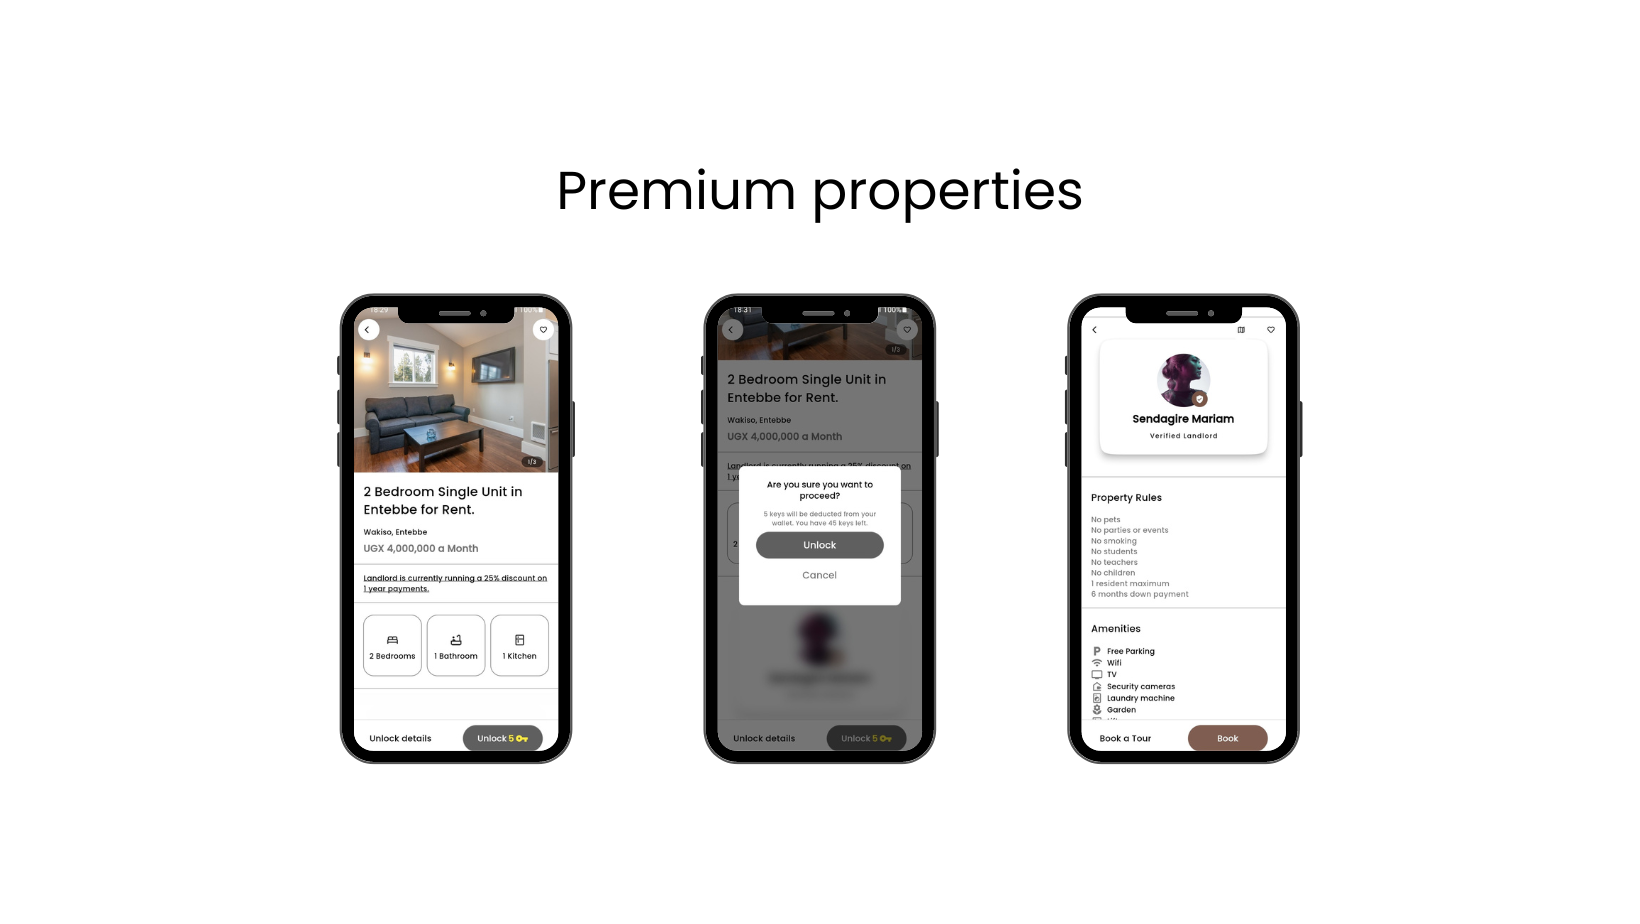 Premium properties
18:29
100%
1/3
2 Bedroom Single Unit in
Entebbe for Rent.
Wakiso, Entebbe
UGX 4,000,000 a Month
Landlord is currently running a 25% discount on
1 year payments.
2 Bedrooms
1 Bathroom
1 Kitchen
Unlock details
Unlock 5
18:31
100%
1/3
2 Bedroom Single Unit in
Entebbe for Rent.
Wakiso, Entebbe
UGX 4,000,000 a Month
Landlord is currently running a 25% discount on
1 ye
Are you sure you want to
proceed?
5 keys will be deducted from your
wallet. You have 45 keys left.
Unlock
Cancel
2
Sendagire Mariam
Unlock details
Unlock 5
Sendagire Mariam
Verified Landlord
Property Rules
No pets
No parties or events
No smoking
No students
No teachers
No children
1 resident maximum
6 months down payment
Amenities
P
Free Parking
Wifi
TV
Security cameras
Laundry machine
Garden
Book a Tour
Book